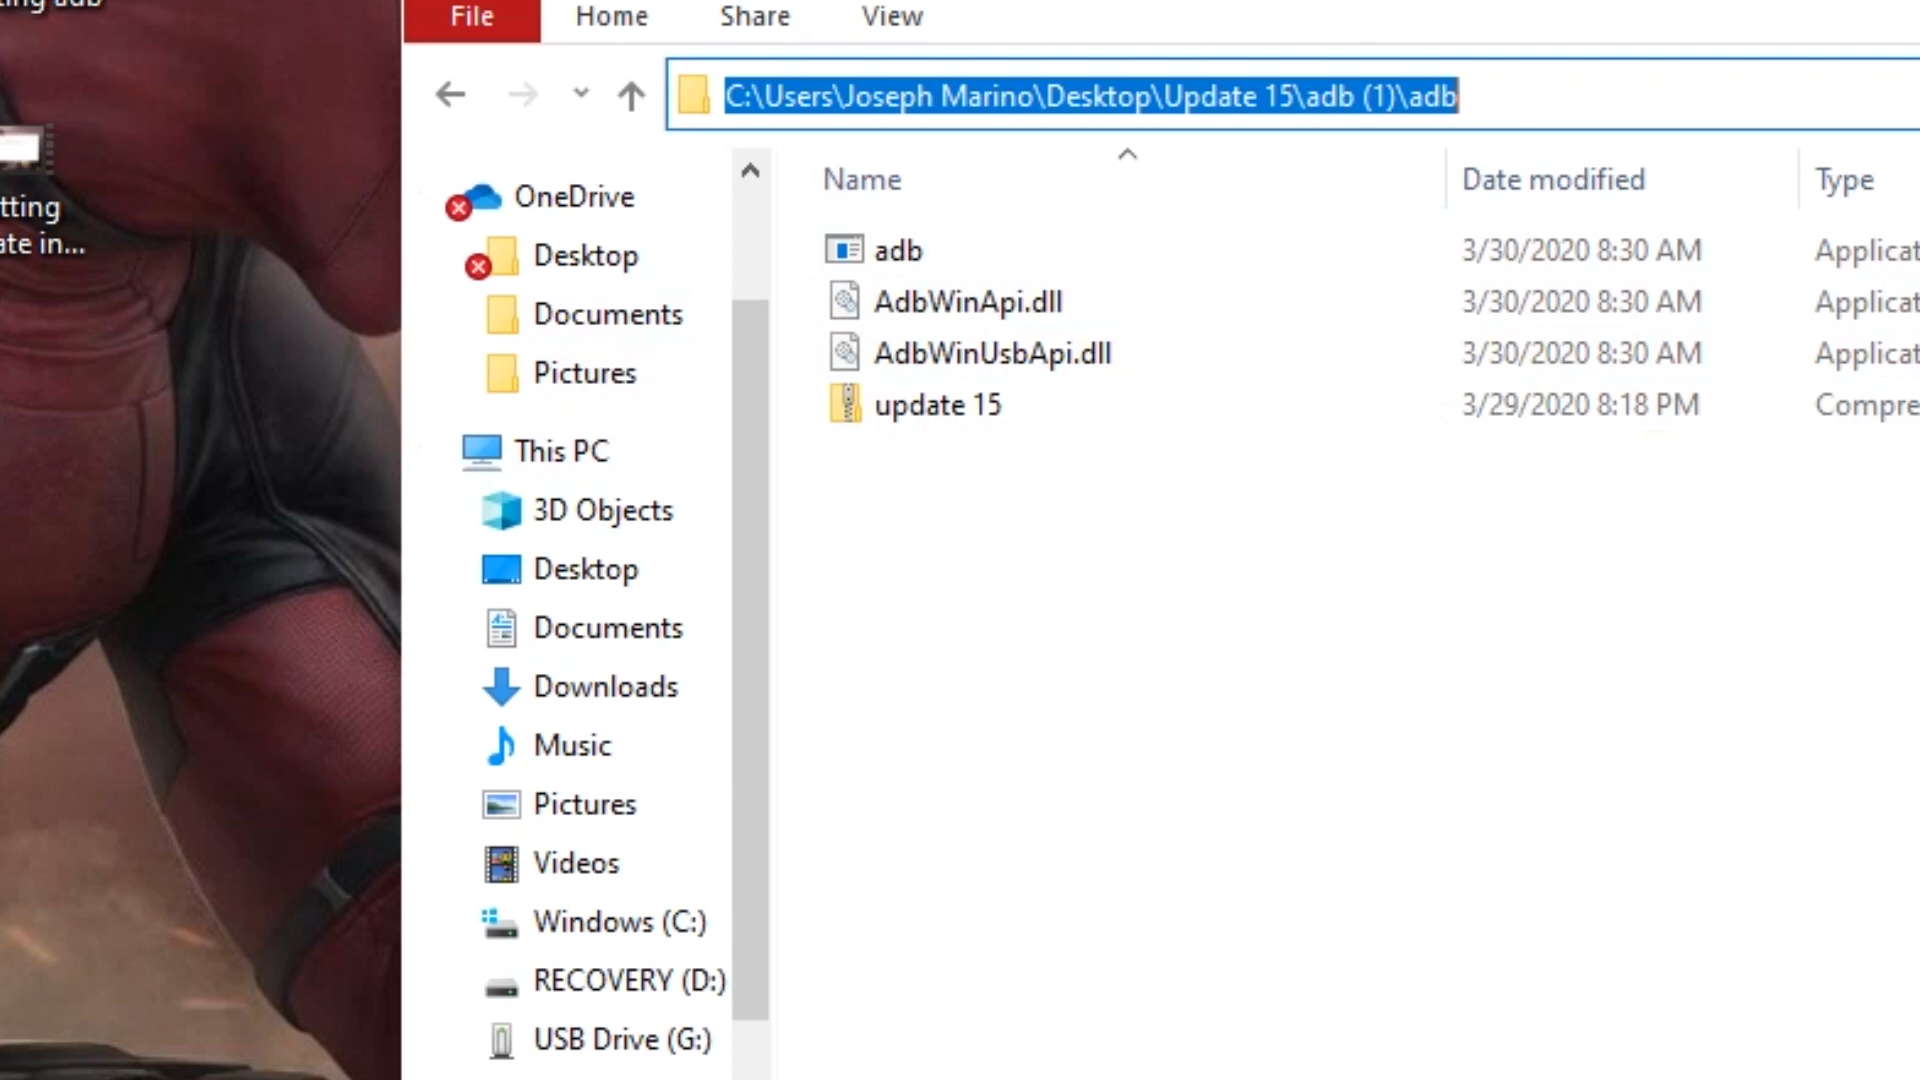 ting adb
tting
ate in...
File Home Share View
C:\Users\Joseph Marino\Desktop\Update 15\adb (1)\adb
Name Date modified Type
OneDrive
Desktop
Documents
Pictures
This PC
3D Objects
Desktop
Documents
Downloads
Music
Pictures
Videos
Windows (C:)
RECOVERY (D:)
USB Drive (G:)
adb 3/30/2020 8:30 AM Applicat
AdbWinApi.dll 3/30/2020 8:30 AM Applicat
AdbWinUsbApi.dll 3/30/2020 8:30 AM Applicat
update 15 3/29/2020 8:18 PM Compre